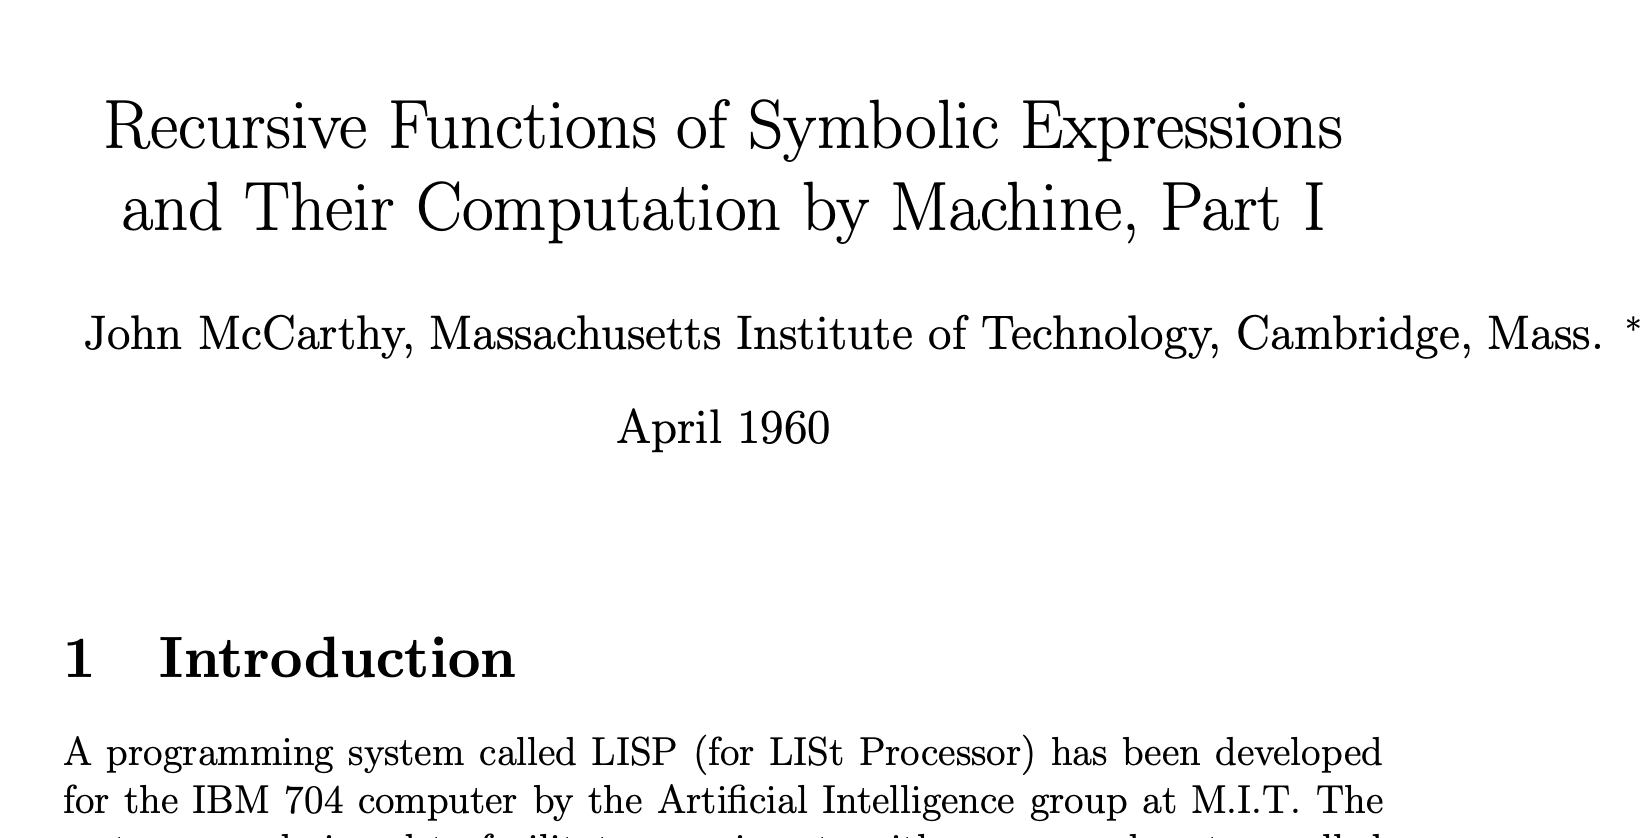 Recursive Functions of Symbolic Expressions
and Their Computation by Machine, Part I
John McCarthy, Massachusetts Institute of Technology, Cambridge, Mass. *
April 1960
1 Introduction
A programming system called LISP (for LISt Processor) has been developed
for the IBM 704 computer by the Artificial Intelligence group at M.I.T. The